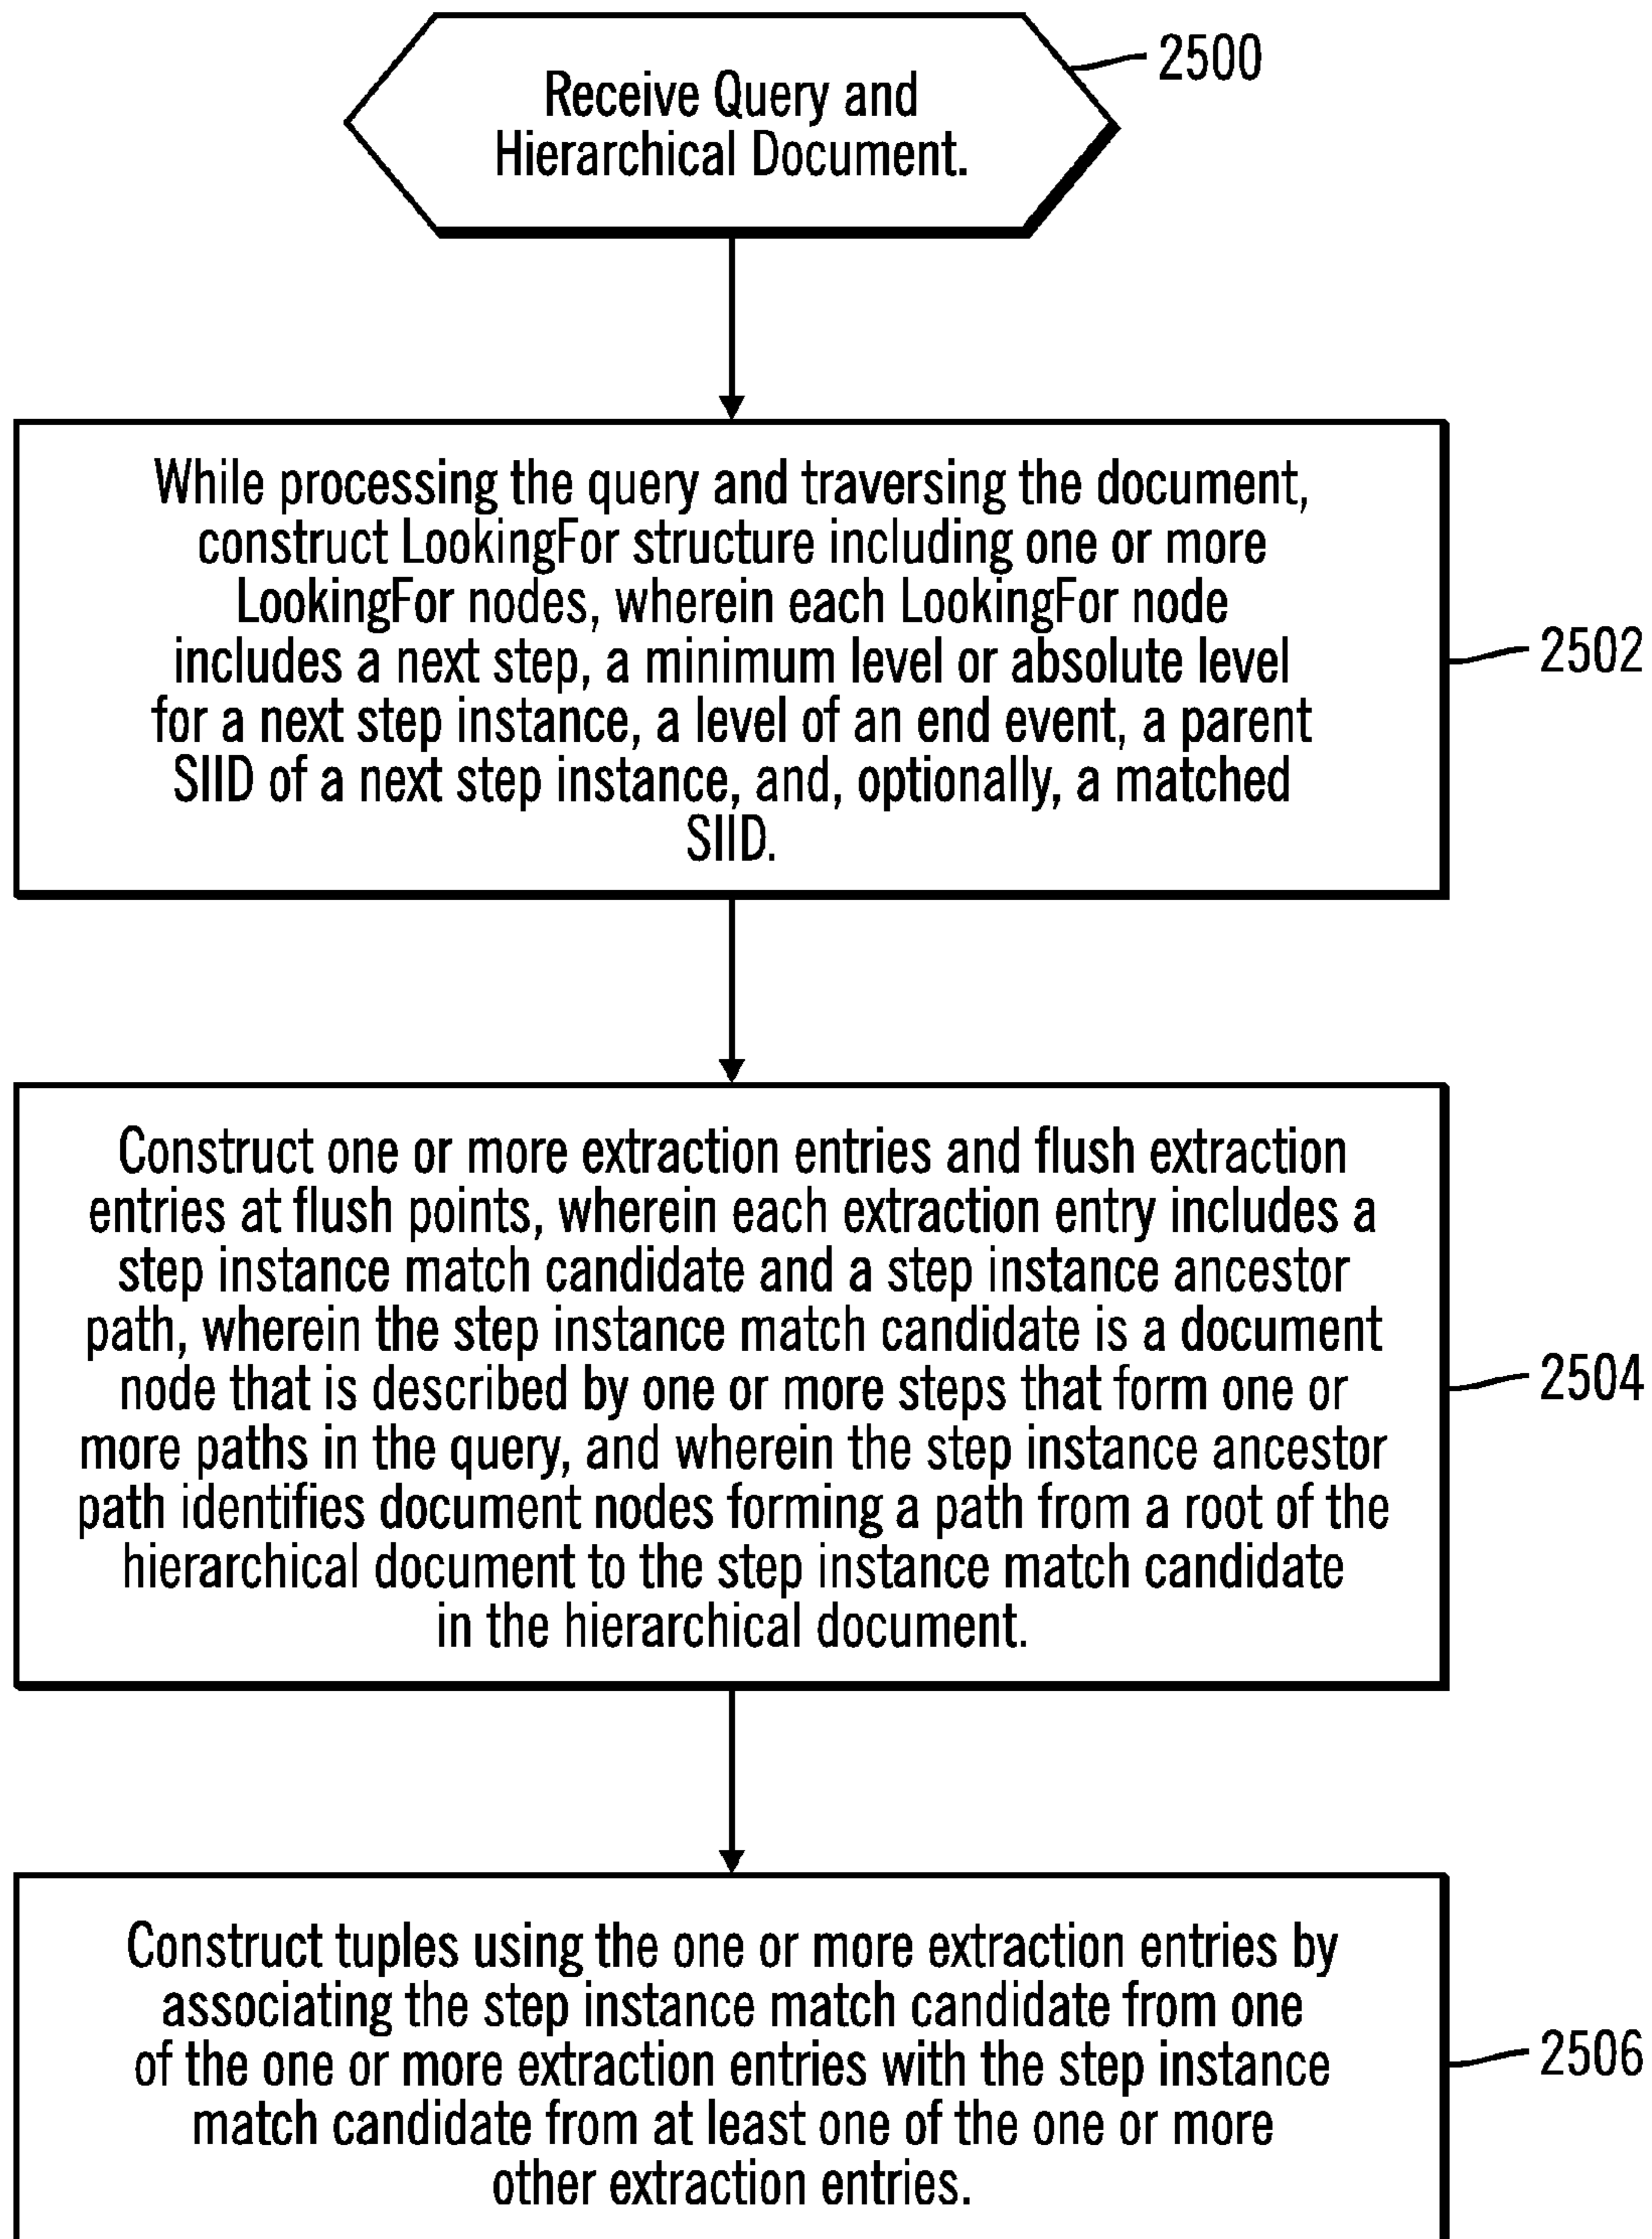 Receive Query and
Hierarchical Document.
2500
While processing the query and traversing the document,
construct LookingFor structure including one or more
LookingFor nodes, wherein each LookingFor node
includes a next step, a minimum level or absolute level
for a next step instance, a level of an end event, a parent
SIID of a next step instance, and, optionally, a matched
SIID.
2502
Construct one or more extraction entries and flush extraction
entries at flush points, wherein each extraction entry includes a
step instance match candidate and a step instance ancestor
path, wherein the step instance match candidate is a document
node that is described by one or more steps that form one or
more paths in the query, and wherein the step instance ancestor
path identifies document nodes forming a path from a root of the
hierarchical document to the step instance match candidate
in the hierarchical document.
2504
Construct tuples using the one or more extraction entries by
associating the step instance match candidate from one
of the one or more extraction entries with the step instance
match candidate from at least one of the one or more
other extraction entries.
2506